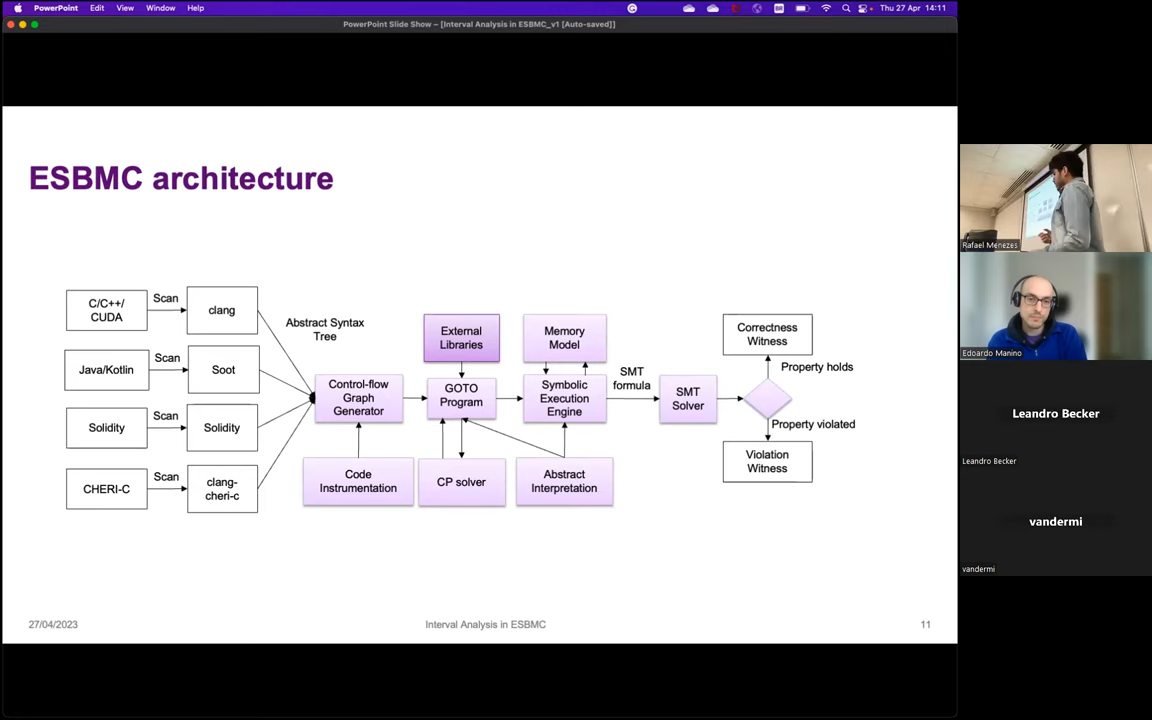 PowerPoint Edit View Window Help
BR
Thu 27 Apr 14:11
PowerPoint Slide Show – [Interval Analysis in ESBMC_v1 [Auto-saved]]
ESBMC architecture
C/C++/
CUDA
Scan
clang
Java/Kotlin
Scan
Soot
Solidity
Scan
Solidity
CHERI-C
Scan
clang-
cheri-c
Abstract Syntax
Tree
Control-flow
Graph
Generator
Code
Instrumentation
External
Libraries
GOTO
Program
CP solver
Memory
Model
Symbolic
Execution
Engine
Abstract
Interpretation
SMT
formula
SMT
Solver
Correctness
Witness
Property holds
Property violated
Violation
Witness
27/04/2023
Interval Analysis in ESBMC
11
Rafael Menezes
Edoardo Manino
Leandro Becker
Leandro Becker
vandermi
vandermi